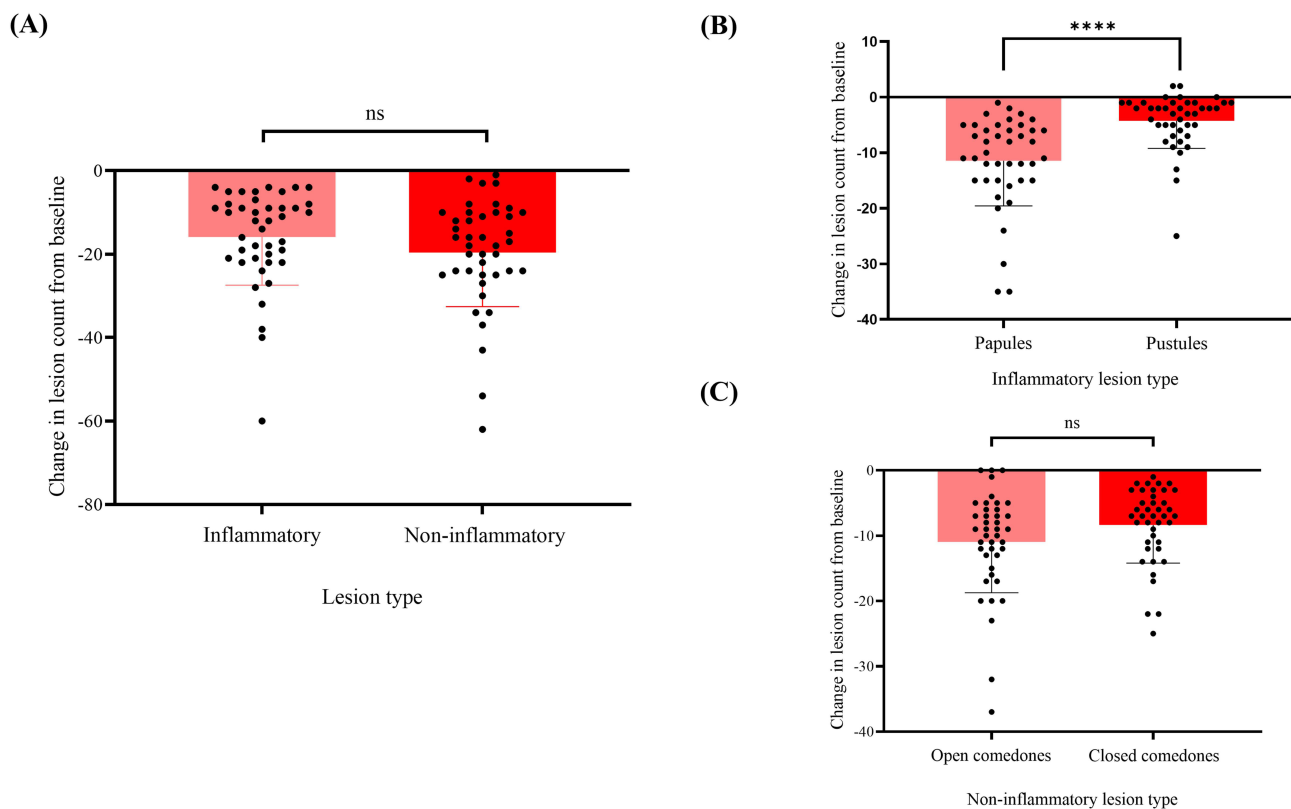 (A)
ns
Change in lesion count from baseline
0
-20
-40
-60
-80
Inflammatory Non-inflammatory
Lesion type
(B)
****
Change in lesion count from baseline
10
0
-10
-20
-30
-40
Papules Pustules
Inflammatory lesion type
(C)
ns
Change in lesion count from baseline
0
-10
-20
-30
-40
Open comedones Closed comedones
Non-inflammatory lesion type